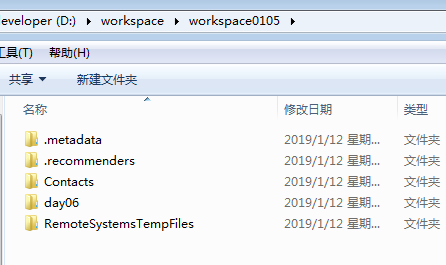 eveloper (D:) workspace workspace0105
工具(T) 帮助(H)
共享 新建文件夹
名称 修改日期 类型
.metadata 2019/1/12 星期... 文件夹
.recommenders 2019/1/12 星期... 文件夹
Contacts 2019/1/12 星期... 文件夹
day06 2019/1/12 星期... 文件夹
RemoteSystemsTempFiles 2019/1/12 星期... 文件夹